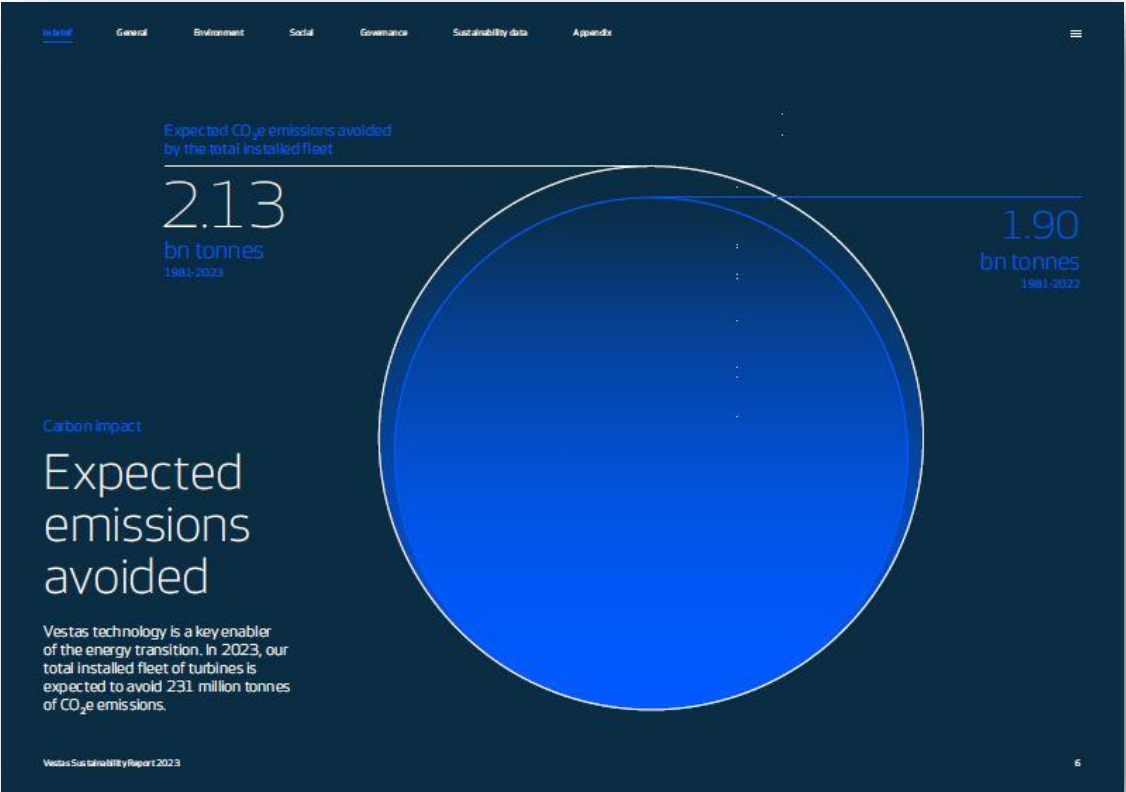 In brief General Environment Social Governance Sustainability data Appendix
Expected CO₂e emissions avoided
by the total installed fleet
2.13
bn tonnes
1981-2023
1.90
bn tonnes
1981-2022
Carbon impact
Expected
emissions
avoided
Vestas technology is a key enabler
of the energy transition. In 2023, our
total installed fleet of turbines is
expected to avoid 231 million tonnes
of CO₂e emissions.
Vestas Sustainability Report 2023
6